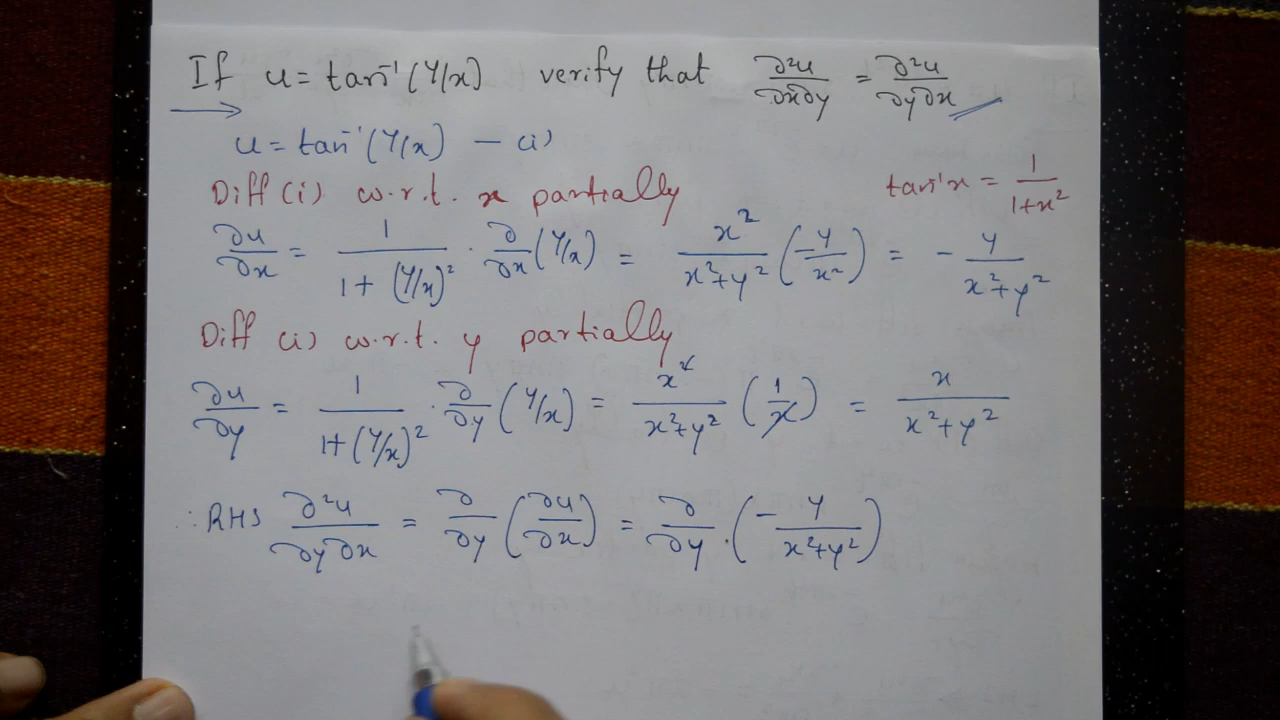 If u = tan⁻¹(y/x) verify that ∂²u/∂x∂y = ∂²u/∂y∂x
u = tan⁻¹(y/x) — (i)
Diff (i) w.r.t. x partially
tan⁻¹x = 1/(1+x²)
∂u/∂x = 1/(1+(y/x)²) · ∂/∂x (y/x) = x²/(x²+y²) (-y/x²) = - y/(x²+y²)
Diff (i) w.r.t. y partially
∂u/∂y = 1/(1+(y/x)²) · ∂/∂y (y/x) = x²/(x²+y²) (1/x) = x/(x²+y²)
∴ RHS ∂²u/∂y∂x = ∂/∂y (∂u/∂x) = ∂/∂y · (- y/(x²+y²))